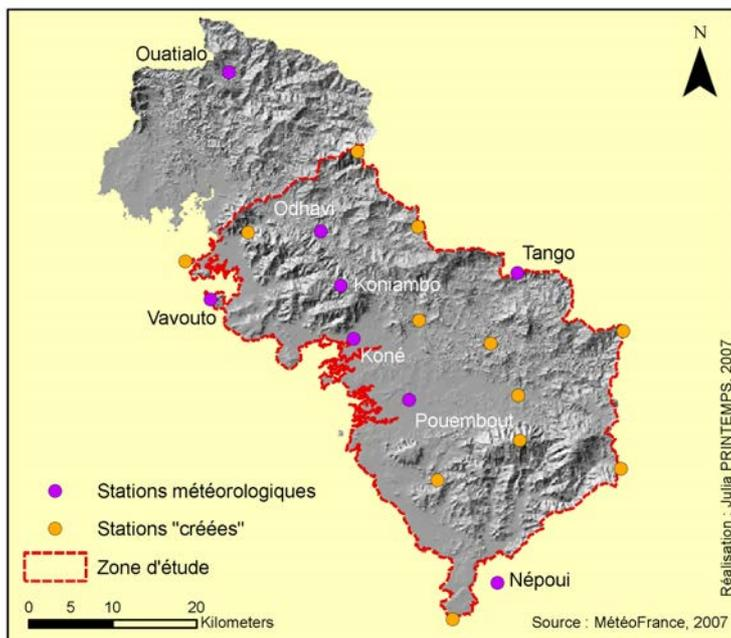 N
Ouatialo
Odhavi
Tango
Koniambo
Vavouto
Koné
Pouembout
Stations météorologiques
Stations "créées"
Zone d'étude
Népoui
0 5 10 20
Kilometers
Source : MétéoFrance, 2007
Réalisation : Julia PRINTEMPS, 2007